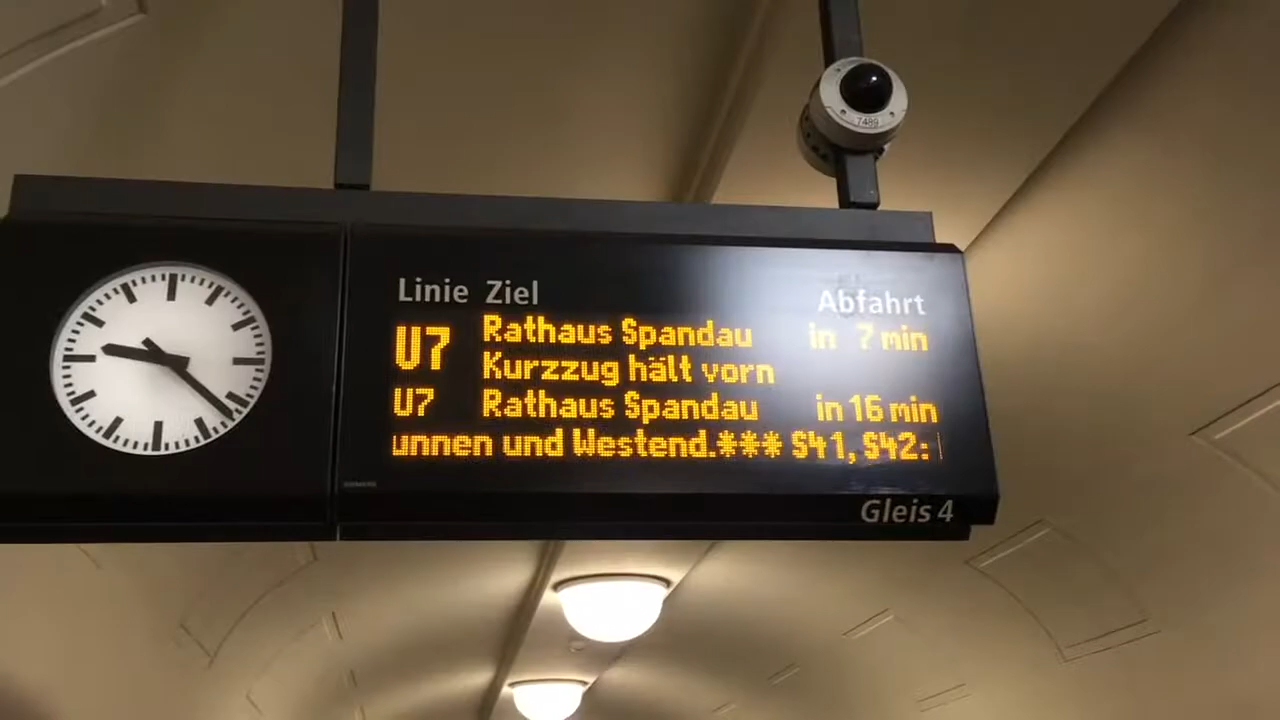 7489
Linie Ziel Abfahrt
U7 Rathaus Spandau in 7 min
Kurzzug hält vorn
U7 Rathaus Spandau in 16 min
unnen und Westend.*** S41, S42:
Gleis 4